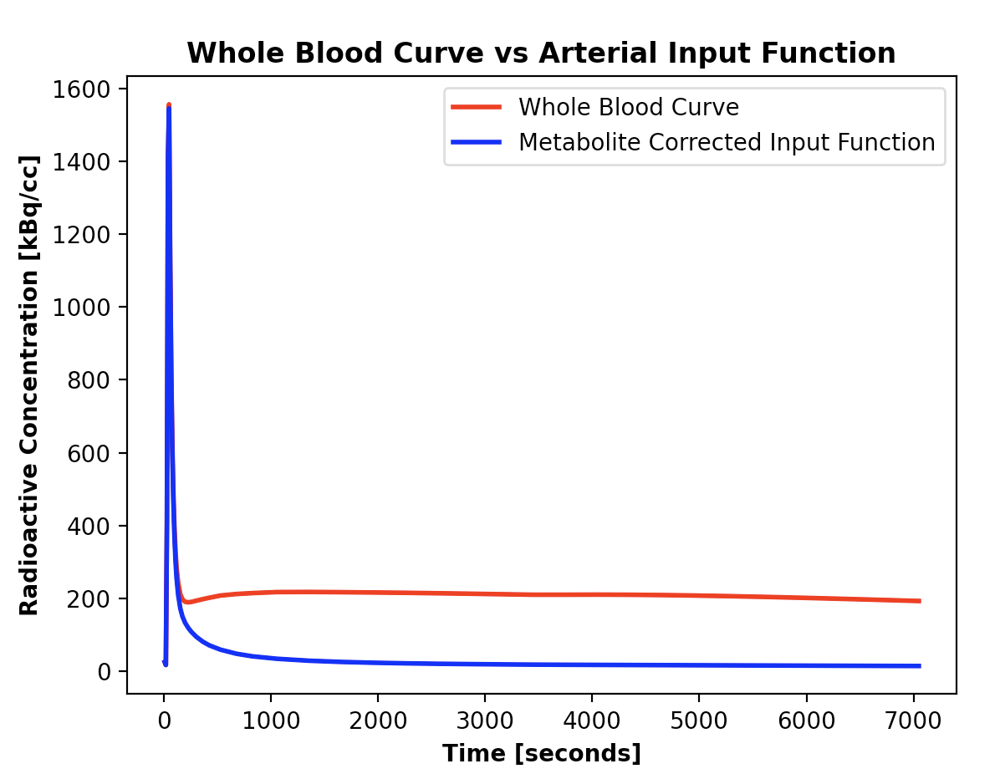 Whole Blood Curve vs Arterial Input Function
Whole Blood Curve
Metabolite Corrected Input Function
Radioactive Concentration [kBq/cc]
1600
1400
1200
1000
800
600
400
200
0
0 1000 2000 3000 4000 5000 6000 7000
Time [seconds]